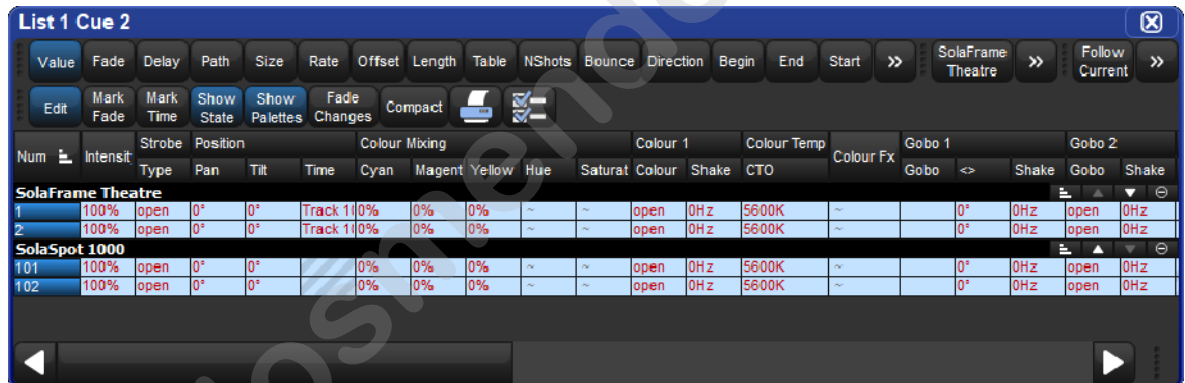 List 1 Cue 2
Value Fade Delay Path Size Rate Offset Length Table NShots Bounce Direction Begin End Start » SolaFrame Theatre » Follow Current »
Edit Mark Fade Mark Time Show State Show Palettes Fade Changes Compact
Num Intensit Strobe Position Colour Mixing Colour 1 Colour Temp Colour Fx Gobo 1 Gobo 2
Type Pan Tilt Time Cyan Magent Yellow Hue Saturat Colour Shake CTO Gobo <> Shake Gobo Shake
SolaFrame Theatre
1 100% open 0° 0° Track 1 0% 0% 0% ~ ~ open 0Hz 5600K ~ 0° 0Hz open 0Hz
2 100% open 0° 0° Track 1 0% 0% 0% ~ ~ open 0Hz 5600K ~ 0° 0Hz open 0Hz
SolaSpot 1000
101 100% open 0° 0° 0% 0% 0% ~ ~ open 0Hz 5600K ~ 0° 0Hz open 0Hz
102 100% open 0° 0° 0% 0% 0% ~ ~ open 0Hz 5600K ~ 0° 0Hz open 0Hz